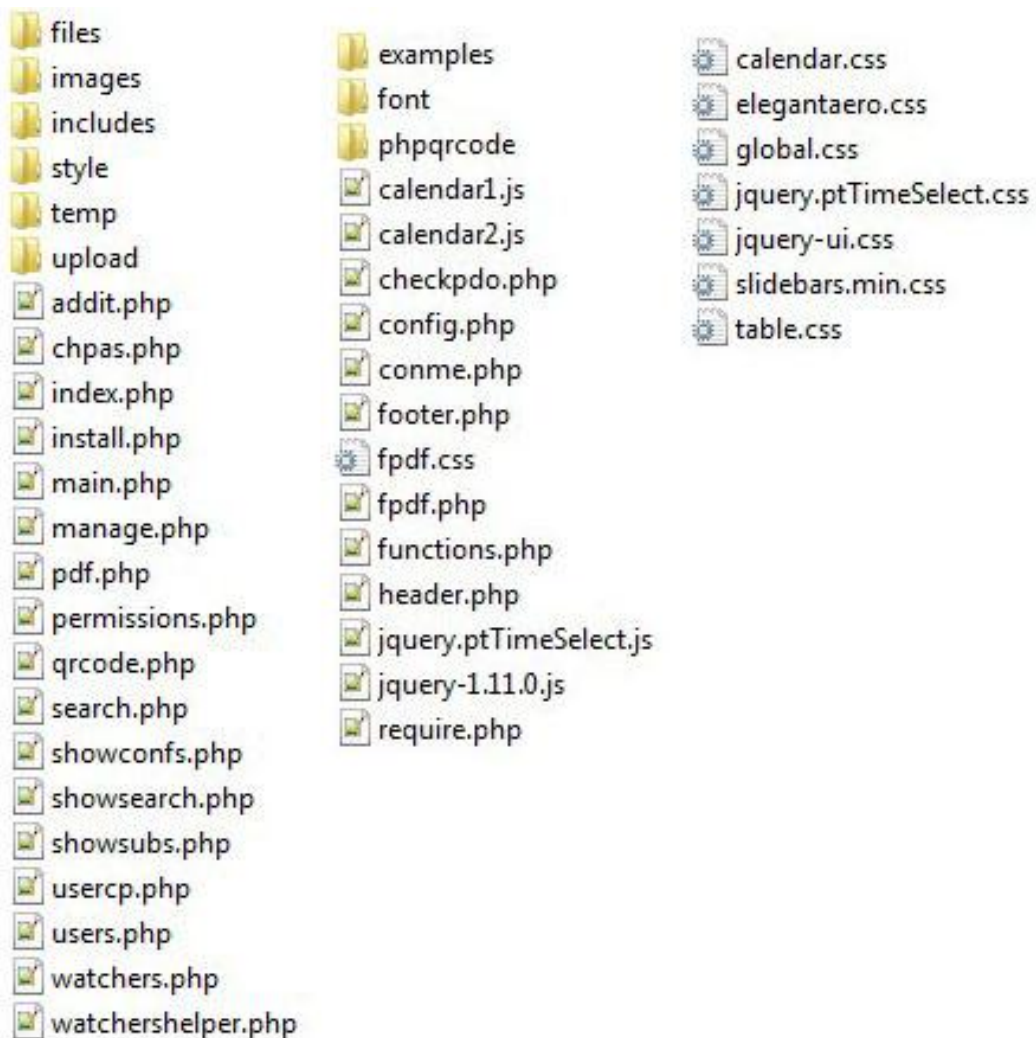 files
images
includes
style
temp
upload
addit.php
chpas.php
index.php
install.php
main.php
manage.php
pdf.php
permissions.php
qrcode.php
search.php
showconfs.php
showsearch.php
showsubs.php
usercp.php
users.php
watchers.php
watchershelper.php
examples
font
phpqrcode
calendar1.js
calendar2.js
checkpdo.php
config.php
conme.php
footer.php
fpdf.css
fpdf.php
functions.php
header.php
jquery.ptTimeSelect.js
jquery-1.11.0.js
require.php
calendar.css
elegantaero.css
global.css
jquery.ptTimeSelect.css
jquery-ui.css
slidebars.min.css
table.css